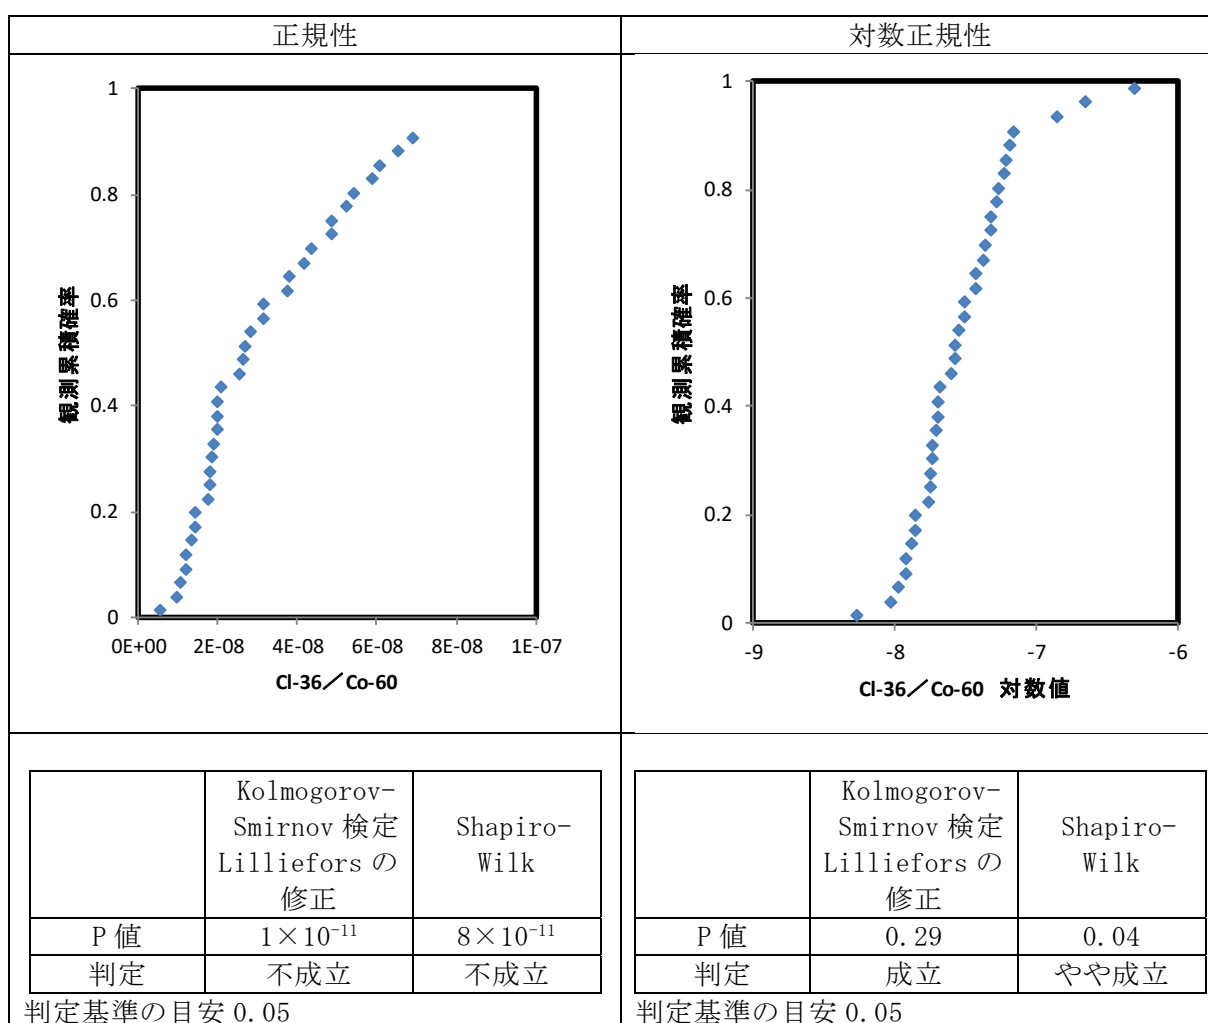 正規性
対数正規性
1
0.8
0.6
0.4
0.2
0
観測累積確率
0E+00 2E-08 4E-08 6E-08 8E-08 1E-07
Cl-36／Co-60
1
0.8
0.6
0.4
0.2
0
観測累積確率
-9 -8 -7 -6
Cl-36／Co-60 対数値
Kolmogorov-
Smirnov 検定
Lilliefors の
修正
Shapiro-
Wilk
P 値 1×10⁻¹¹ 8×10⁻¹¹
判定 不成立 不成立
判定基準の目安 0.05
Kolmogorov-
Smirnov 検定
Lilliefors の
修正
Shapiro-
Wilk
P 値 0.29 0.04
判定 成立 やや成立
判定基準の目安 0.05